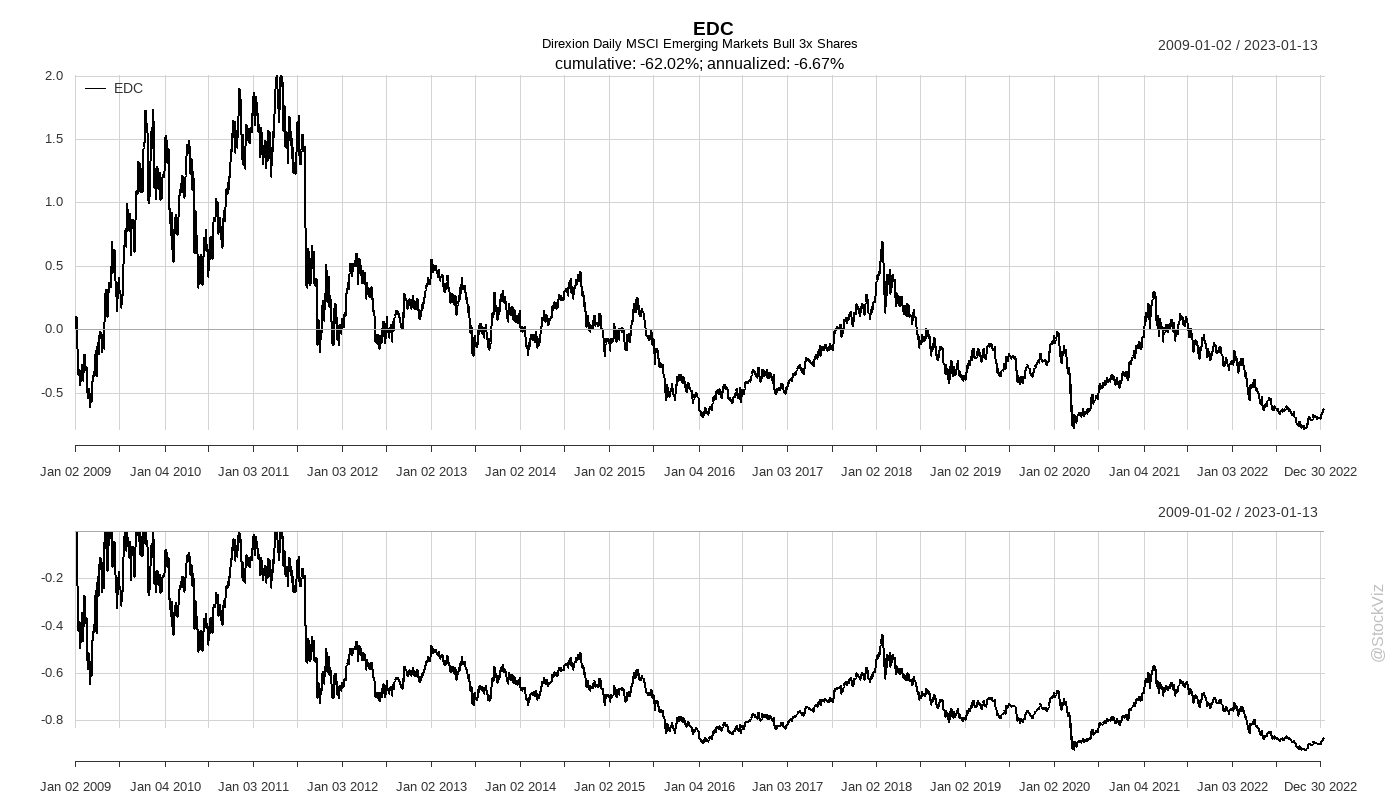 EDC
Direxion Daily MSCI Emerging Markets Bull 3x Shares
cumulative: -62.02%; annualized: -6.67%
2009-01-02 / 2023-01-13
EDC
2.0
1.5
1.0
0.5
0.0
-0.5
Jan 02 2009 Jan 04 2010 Jan 03 2011 Jan 03 2012 Jan 02 2013 Jan 02 2014 Jan 02 2015 Jan 04 2016 Jan 03 2017 Jan 02 2018 Jan 02 2019 Jan 02 2020 Jan 04 2021 Jan 03 2022 Dec 30 2022
2009-01-02 / 2023-01-13
-0.2
-0.4
-0.6
-0.8
Jan 02 2009 Jan 04 2010 Jan 03 2011 Jan 03 2012 Jan 02 2013 Jan 02 2014 Jan 02 2015 Jan 04 2016 Jan 03 2017 Jan 02 2018 Jan 02 2019 Jan 02 2020 Jan 04 2021 Jan 03 2022 Dec 30 2022
@StockViz